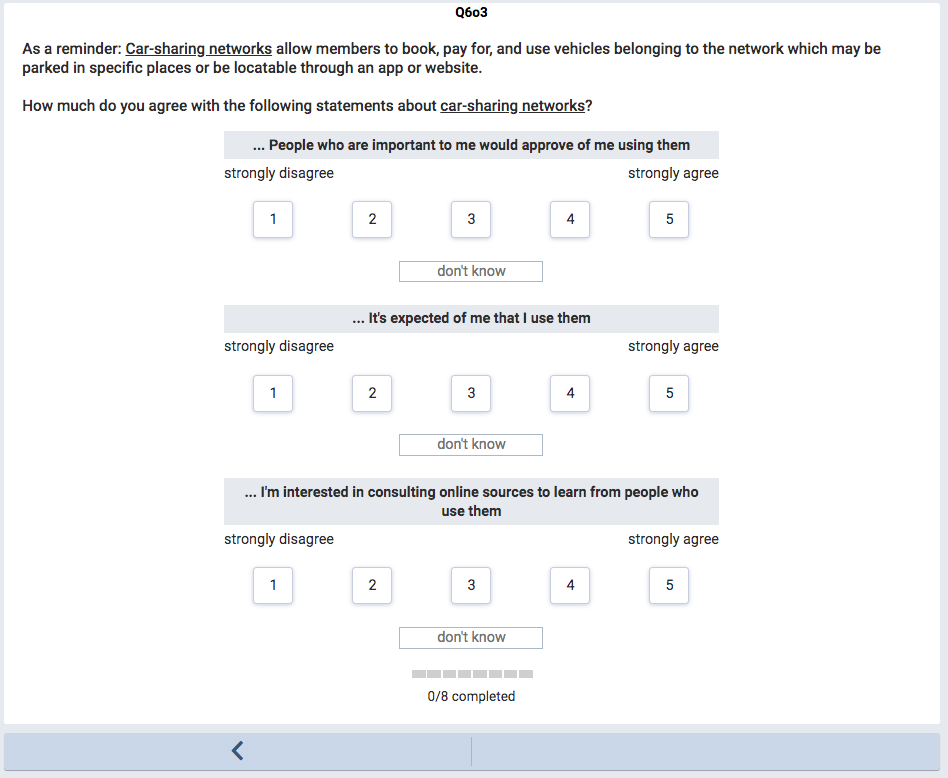 Q6o3
As a reminder: Car-sharing networks allow members to book, pay for, and use vehicles belonging to the network which may be
parked in specific places or be locatable through an app or website.
How much do you agree with the following statements about car-sharing networks?
... People who are important to me would approve of me using them
strongly disagree strongly agree
1 2 3 4 5
don't know
... It's expected of me that I use them
strongly disagree strongly agree
1 2 3 4 5
don't know
... I'm interested in consulting online sources to learn from people who
use them
strongly disagree strongly agree
1 2 3 4 5
don't know
0/8 completed